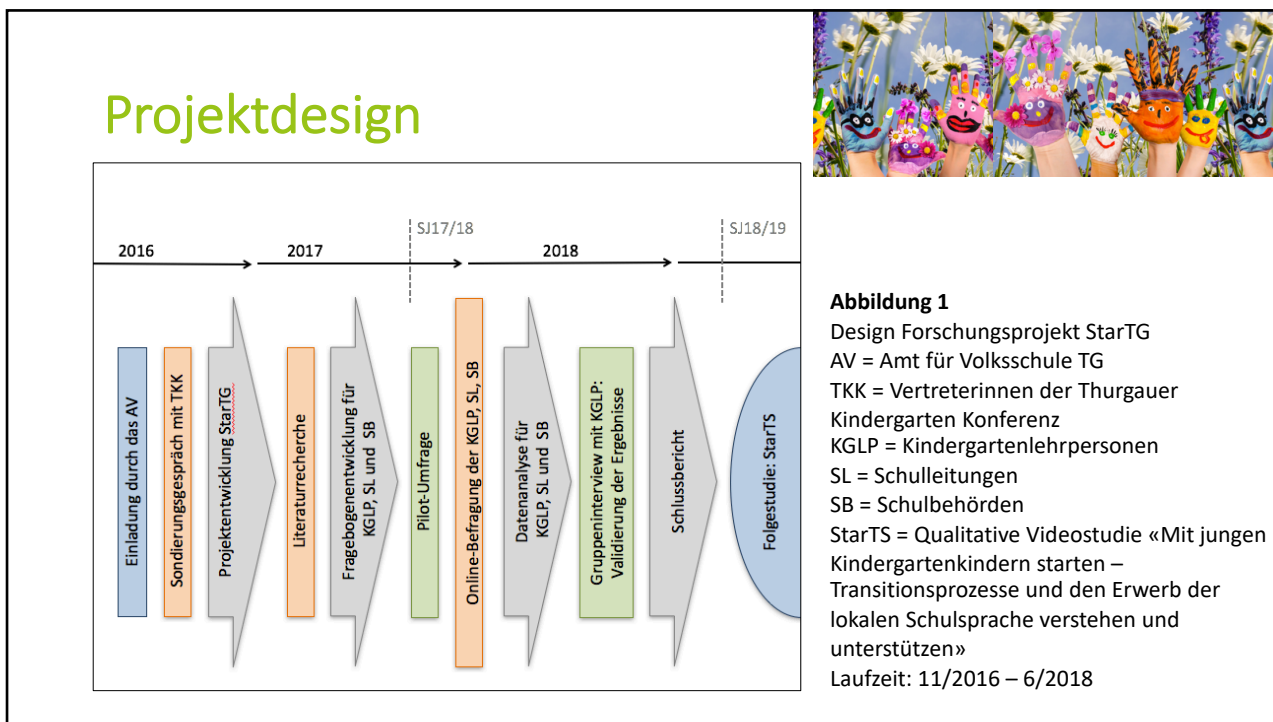 Projektdesign
SJ17/18
SJ18/19
2016
2017
2018
Einladung durch das AV
Sondierungsgespräch mit TKK
Projektentwicklung StarTG
Literaturrecherche
Fragebogenentwicklung für
KGLP, SL und SB
Pilot-Umfrage
Online-Befragung der KGLP, SL, SB
Datenanalyse für
KGLP, SL und SB
Gruppeninterview mit KGLP:
Validierung der Ergebnisse
Schlussbericht
Folgestudie: StarTS
Abbildung 1
Design Forschungsprojekt StarTG
AV = Amt für Volksschule TG
TKK = Vertreterinnen der Thurgauer
Kindergarten Konferenz
KGLP = Kindergartenlehrpersonen
SL = Schulleitungen
SB = Schulbehörden
StarTS = Qualitative Videostudie «Mit jungen
Kindergartenkindern starten –
Transitionsprozesse und den Erwerb der
lokalen Schulsprache verstehen und
unterstützen»
Laufzeit: 11/2016 – 6/2018